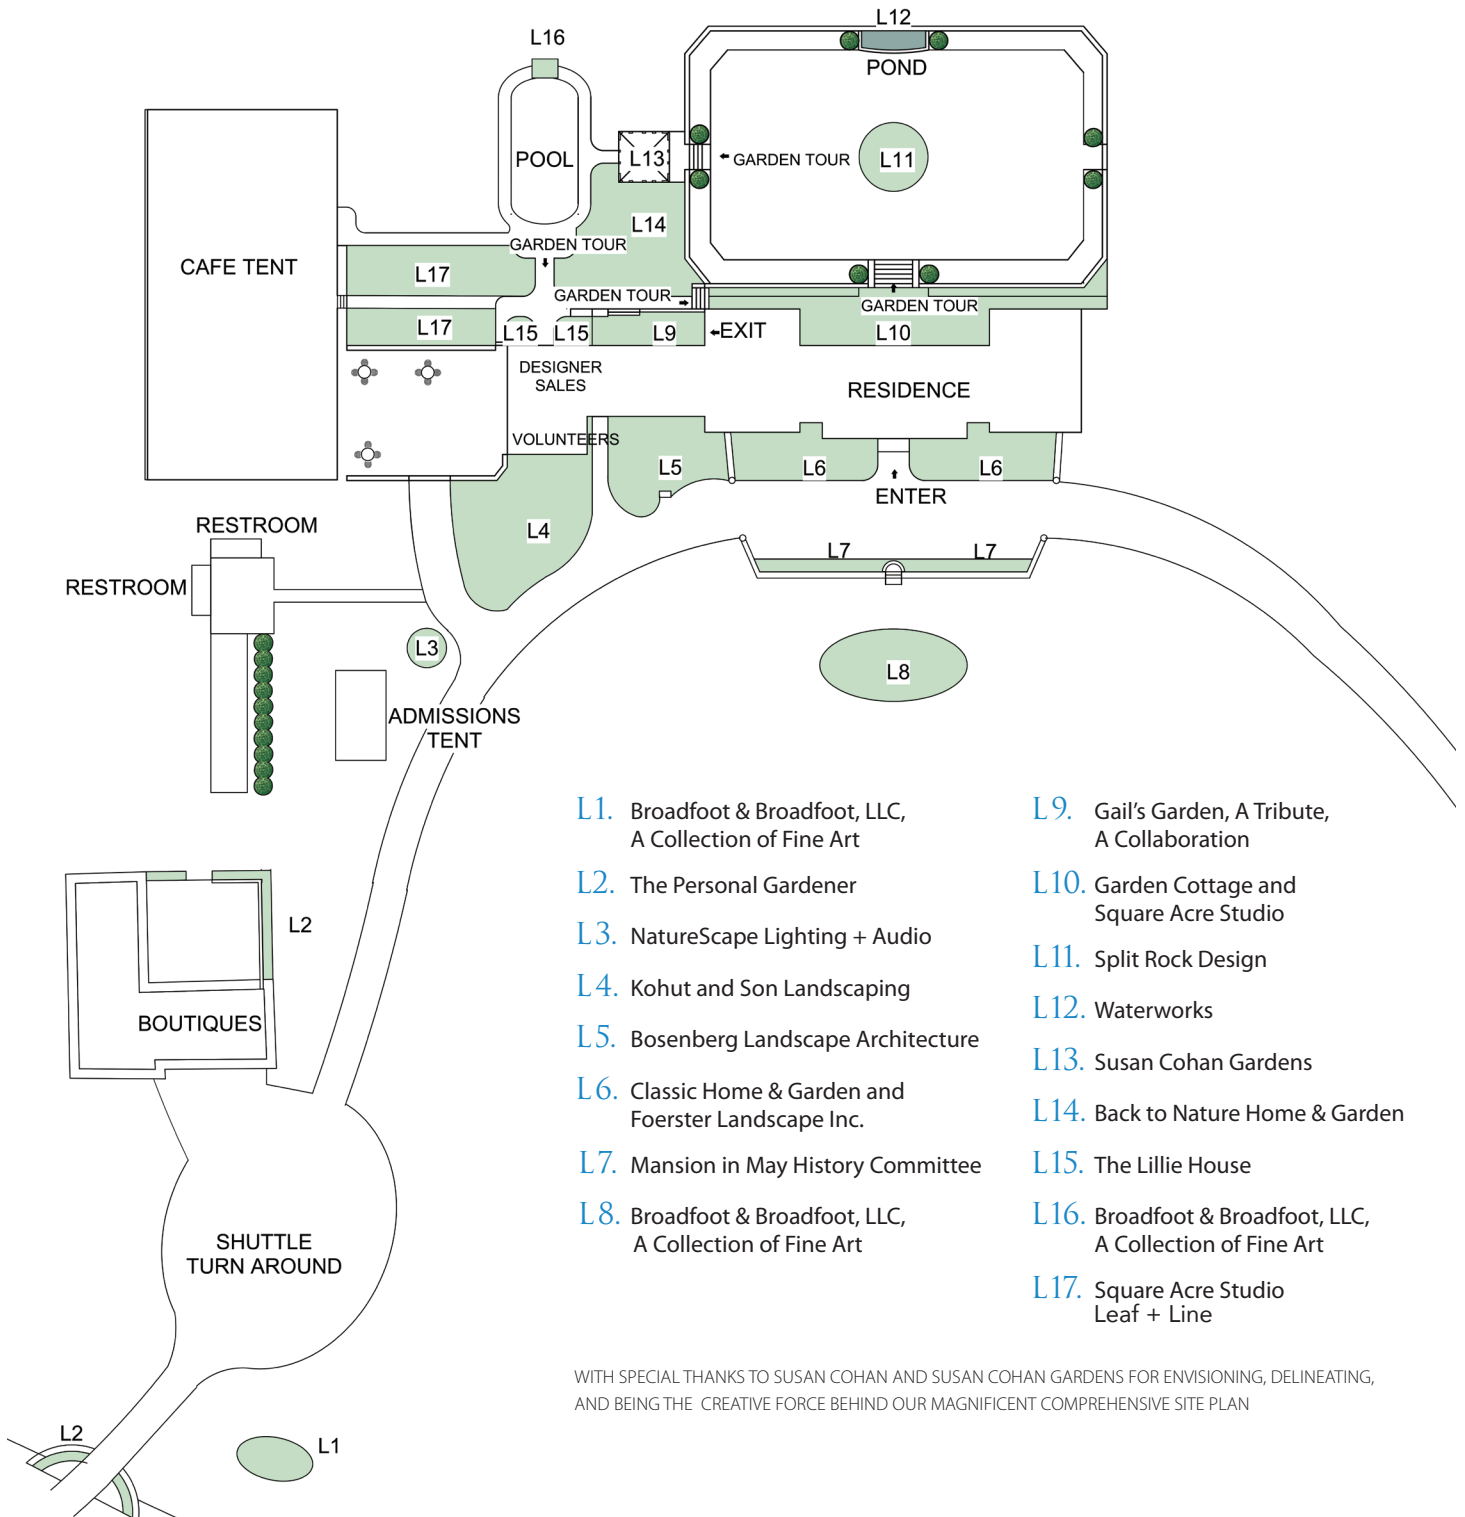 L12
L16
POND
POOL
L13
GARDEN TOUR
L11
L14
GARDEN TOUR
CAFE TENT
L17
GARDEN TOUR
GARDEN TOUR
L17
L15
L15
L9
EXIT
L10
DESIGNER
SALES
RESIDENCE
VOLUNTEERS
L5
L6
L6
ENTER
RESTROOM
L4
L7
L7
RESTROOM
L3
L8
ADMISSIONS
TENT
L2
BOUTIQUES
SHUTTLE
TURN AROUND
L2
L1
L1. Broadfoot & Broadfoot, LLC,
A Collection of Fine Art
L2. The Personal Gardener
L3. NatureScape Lighting + Audio
L4. Kohut and Son Landscaping
L5. Bosenberg Landscape Architecture
L6. Classic Home & Garden and
Foerster Landscape Inc.
L7. Mansion in May History Committee
L8. Broadfoot & Broadfoot, LLC,
A Collection of Fine Art
L9. Gail's Garden, A Tribute,
A Collaboration
L10. Garden Cottage and
Square Acre Studio
L11. Split Rock Design
L12. Waterworks
L13. Susan Cohan Gardens
L14. Back to Nature Home & Garden
L15. The Lillie House
L16. Broadfoot & Broadfoot, LLC,
A Collection of Fine Art
L17. Square Acre Studio
Leaf + Line
WITH SPECIAL THANKS TO SUSAN COHAN AND SUSAN COHAN GARDENS FOR ENVISIONING, DELINEATING,
AND BEING THE CREATIVE FORCE BEHIND OUR MAGNIFICENT COMPREHENSIVE SITE PLAN